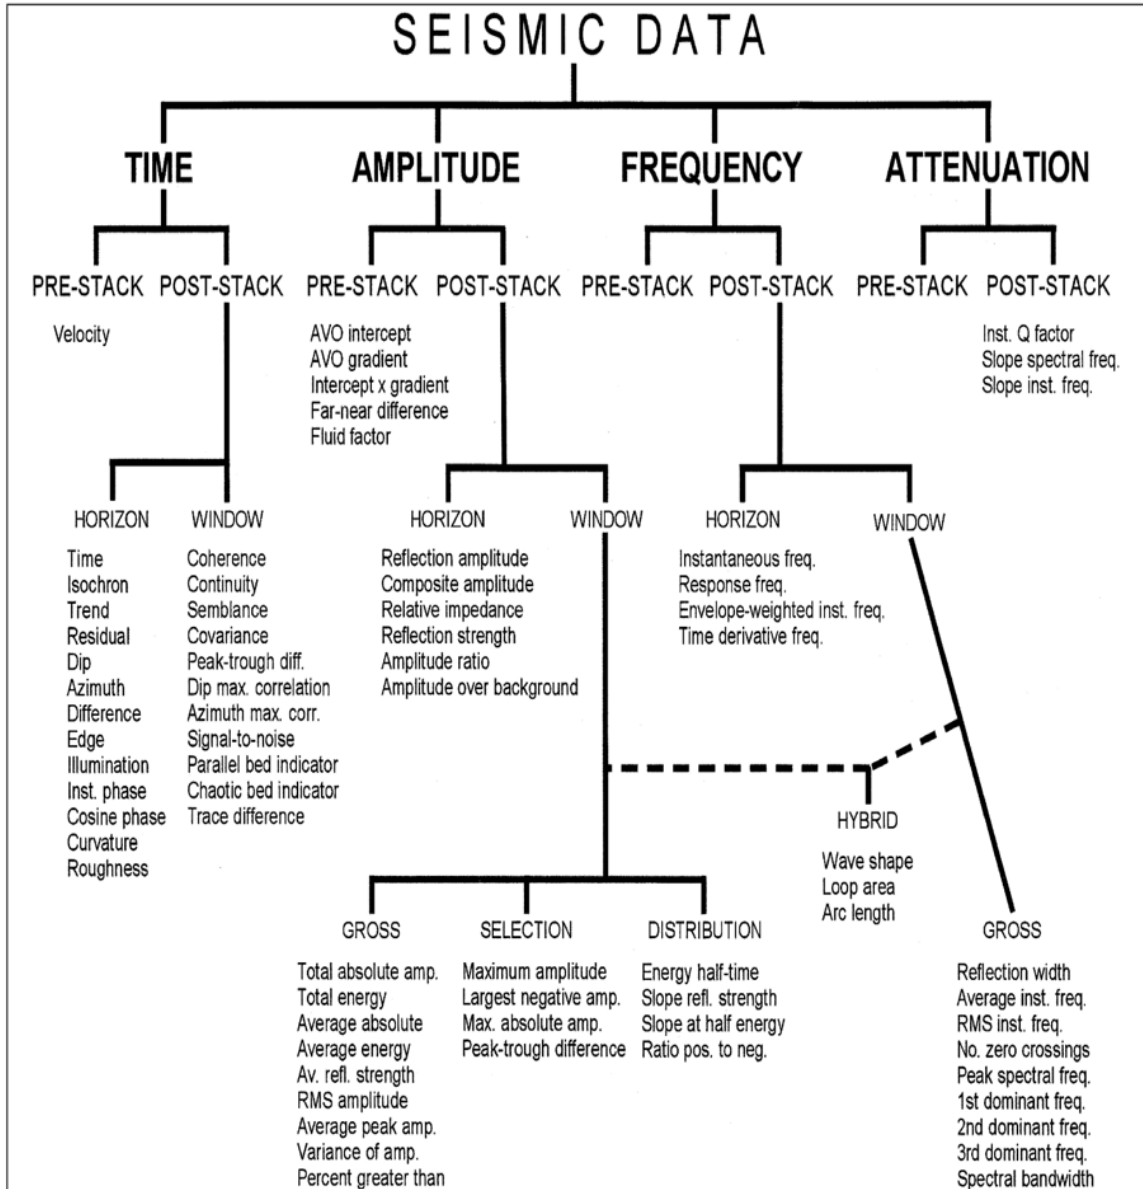 SEISMIC DATA
TIME
AMPLITUDE
FREQUENCY
ATTENUATION
PRE-STACK
POST-STACK
PRE-STACK
POST-STACK
PRE-STACK
POST-STACK
PRE-STACK
POST-STACK
Velocity
AVO intercept
AVO gradient
Intercept x gradient
Far-near difference
Fluid factor
Inst. Q factor
Slope spectral freq.
Slope inst. freq.
HORIZON
Time
Isochron
Trend
Residual
Dip
Azimuth
Difference
Edge
Illumination
Inst. phase
Cosine phase
Curvature
Roughness
WINDOW
Coherence
Continuity
Semblance
Covariance
Peak-trough diff.
Dip max. correlation
Azimuth max. corr.
Signal-to-noise
Parallel bed indicator
Chaotic bed indicator
Trace difference
HORIZON
Reflection amplitude
Composite amplitude
Relative impedance
Reflection strength
Amplitude ratio
Amplitude over background
WINDOW
HORIZON
Instantaneous freq.
Response freq.
Envelope-weighted inst. freq.
Time derivative freq.
WINDOW
HYBRID
Wave shape
Loop area
Arc length
GROSS
Total absolute amp.
Total energy
Average absolute
Average energy
Av. refl. strength
RMS amplitude
Average peak amp.
Variance of amp.
Percent greater than
SELECTION
Maximum amplitude
Largest negative amp.
Max. absolute amp.
Peak-trough difference
DISTRIBUTION
Energy half-time
Slope refl. strength
Slope at half energy
Ratio pos. to neg.
GROSS
Reflection width
Average inst. freq.
RMS inst. freq.
No. zero crossings
Peak spectral freq.
1st dominant freq.
2nd dominant freq.
3rd dominant freq.
Spectral bandwidth